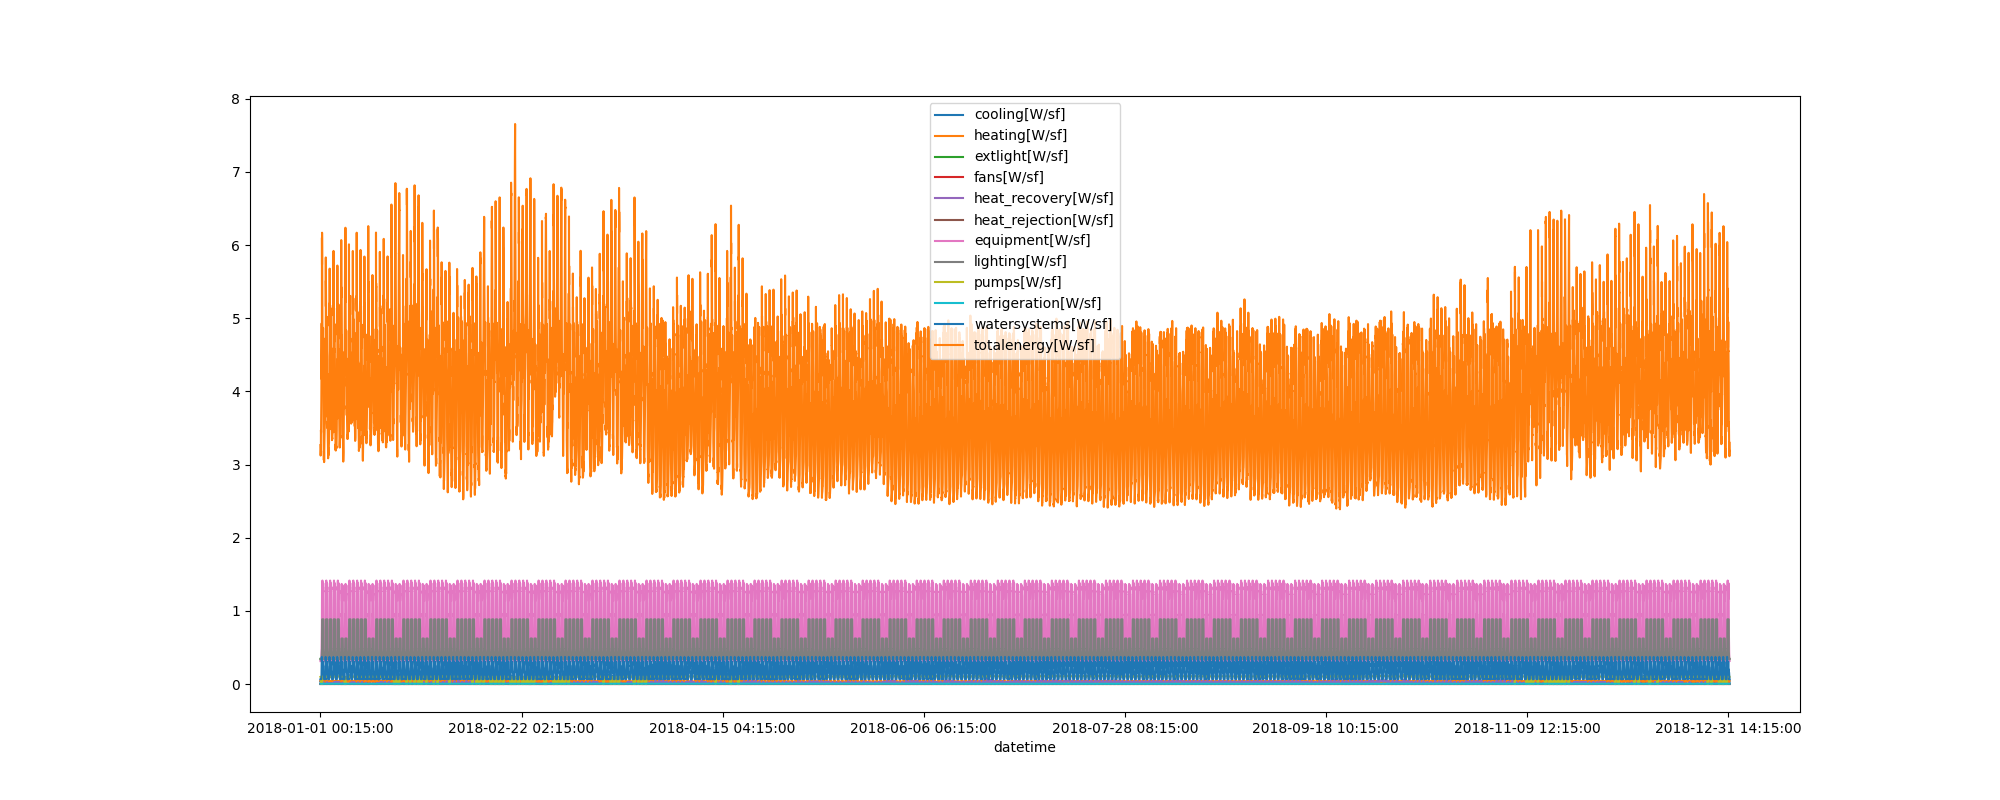 8
7
6
5
4
3
2
1
0
cooling[W/sf]
heating[W/sf]
extlight[W/sf]
fans[W/sf]
heat_recovery[W/sf]
heat_rejection[W/sf]
equipment[W/sf]
lighting[W/sf]
pumps[W/sf]
refrigeration[W/sf]
watersystems[W/sf]
totalenergy[W/sf]
2018-01-01 00:15:00 2018-02-22 02:15:00 2018-04-15 04:15:00 2018-06-06 06:15:00 2018-07-28 08:15:00 2018-09-18 10:15:00 2018-11-09 12:15:00 2018-12-31 14:15:00
datetime